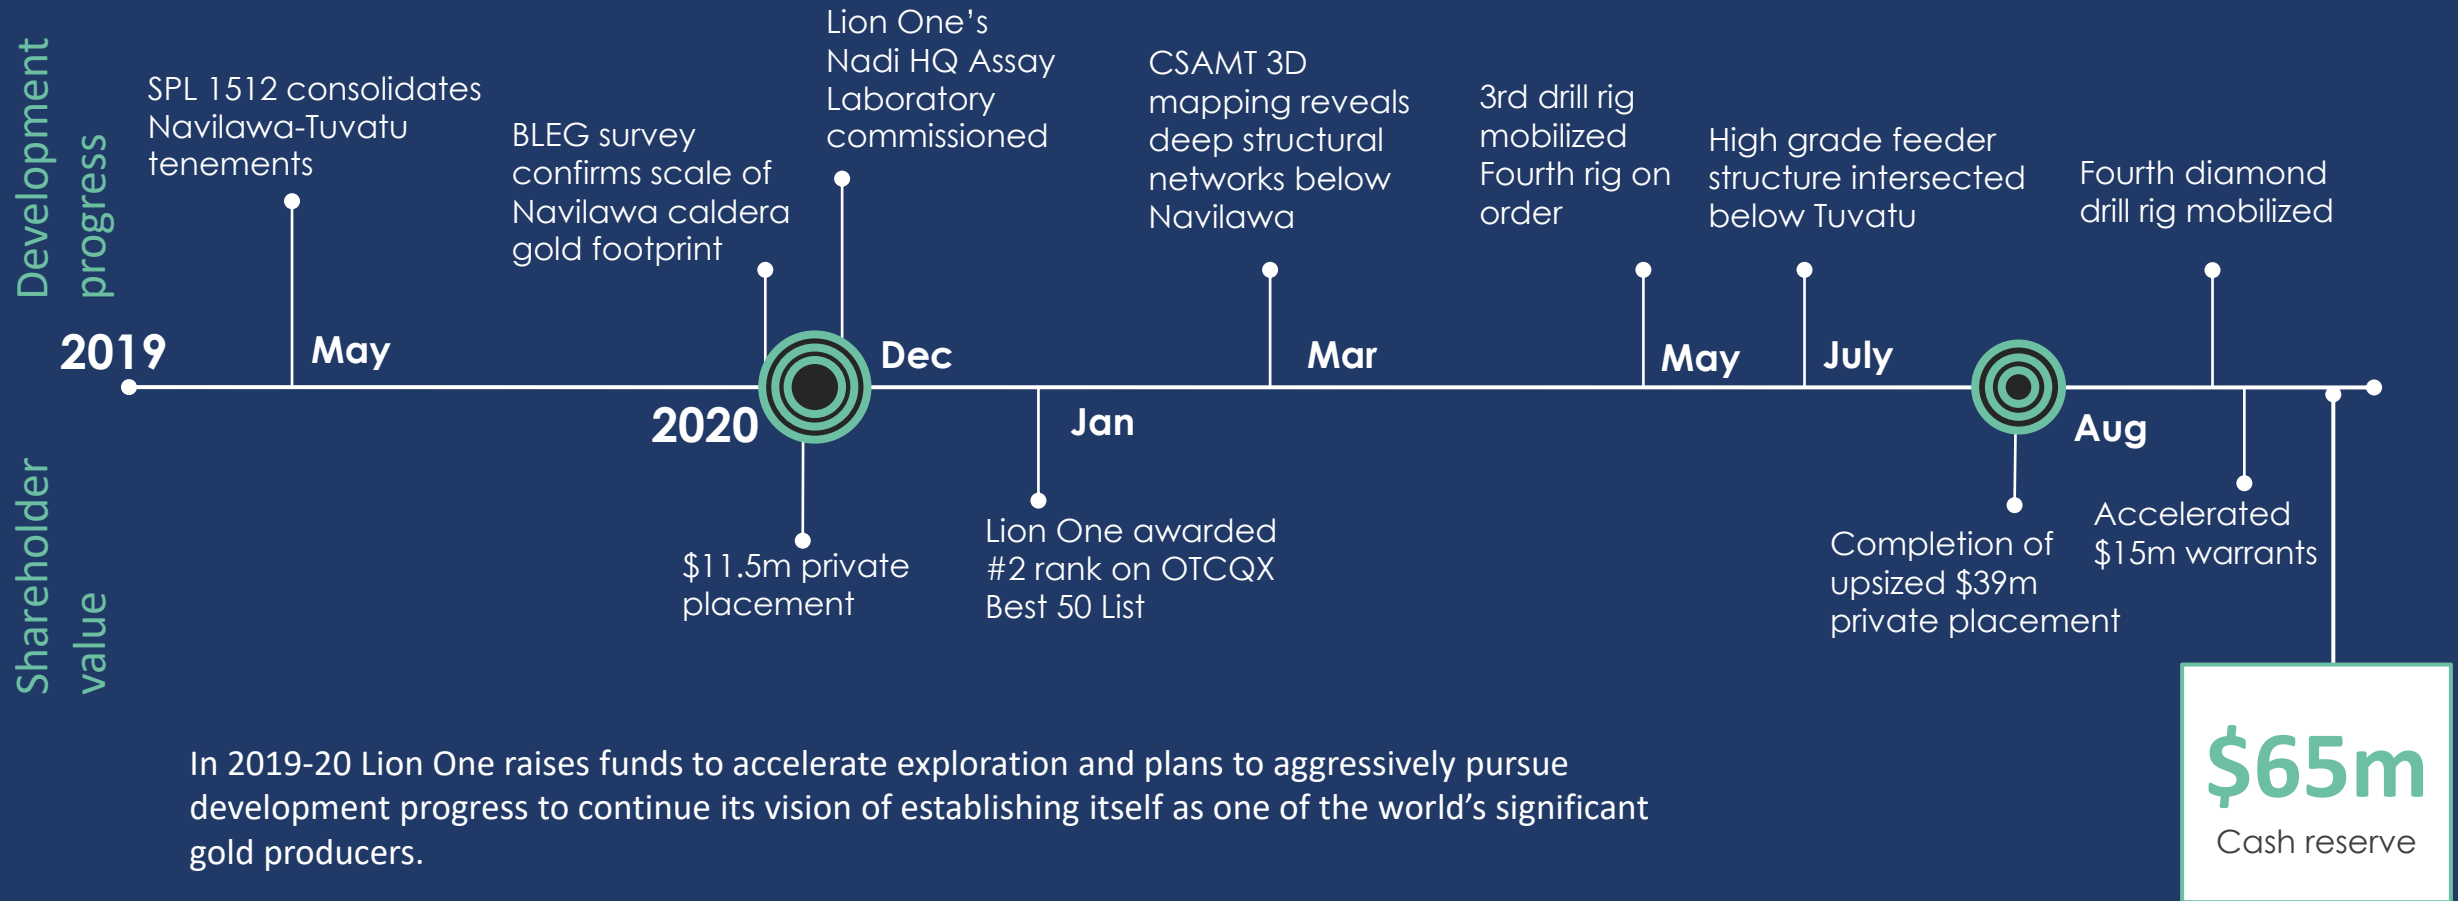 Development
progress
SPL 1512 consolidates
Navilawa-Tuvatu
tenements
BLEG survey
confirms scale of
Navilawa caldera
gold footprint
Lion One’s
Nadi HQ Assay
Laboratory
commissioned
CSAMT 3D
mapping reveals
deep structural
networks below
Navilawa
3rd drill rig
mobilized
Fourth rig on
order
High grade feeder
structure intersected
below Tuvatu
Fourth diamond
drill rig mobilized
2019
May
Dec
Mar
May
July
2020
Jan
Aug
Shareholder
value
$11.5m private
placement
Lion One awarded
#2 rank on OTCQX
Best 50 List
Completion of
upsized $39m
private placement
Accelerated
$15m warrants
In 2019-20 Lion One raises funds to accelerate exploration and plans to aggressively pursue
development progress to continue its vision of establishing itself as one of the world’s significant
gold producers.
$65m
Cash reserve